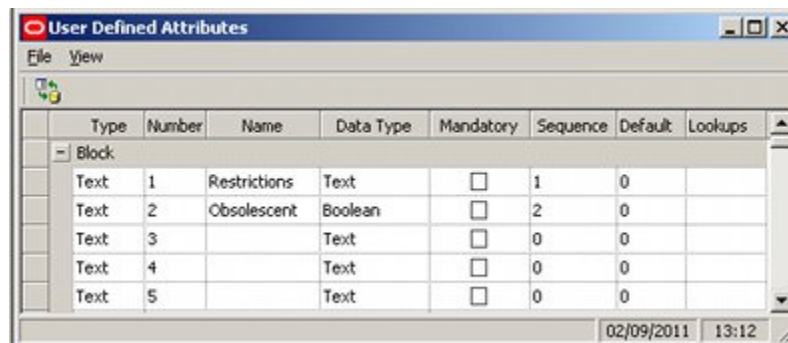 User Defined Attributes
File View
Type Number Name Data Type Mandatory Sequence Default Lookups
Block
Text 1 Restrictions Text 1 0
Text 2 Obsolescent Boolean 2 0
Text 3 Text 0 0
Text 4 Text 0 0
Text 5 Text 0 0
02/09/2011 13:12